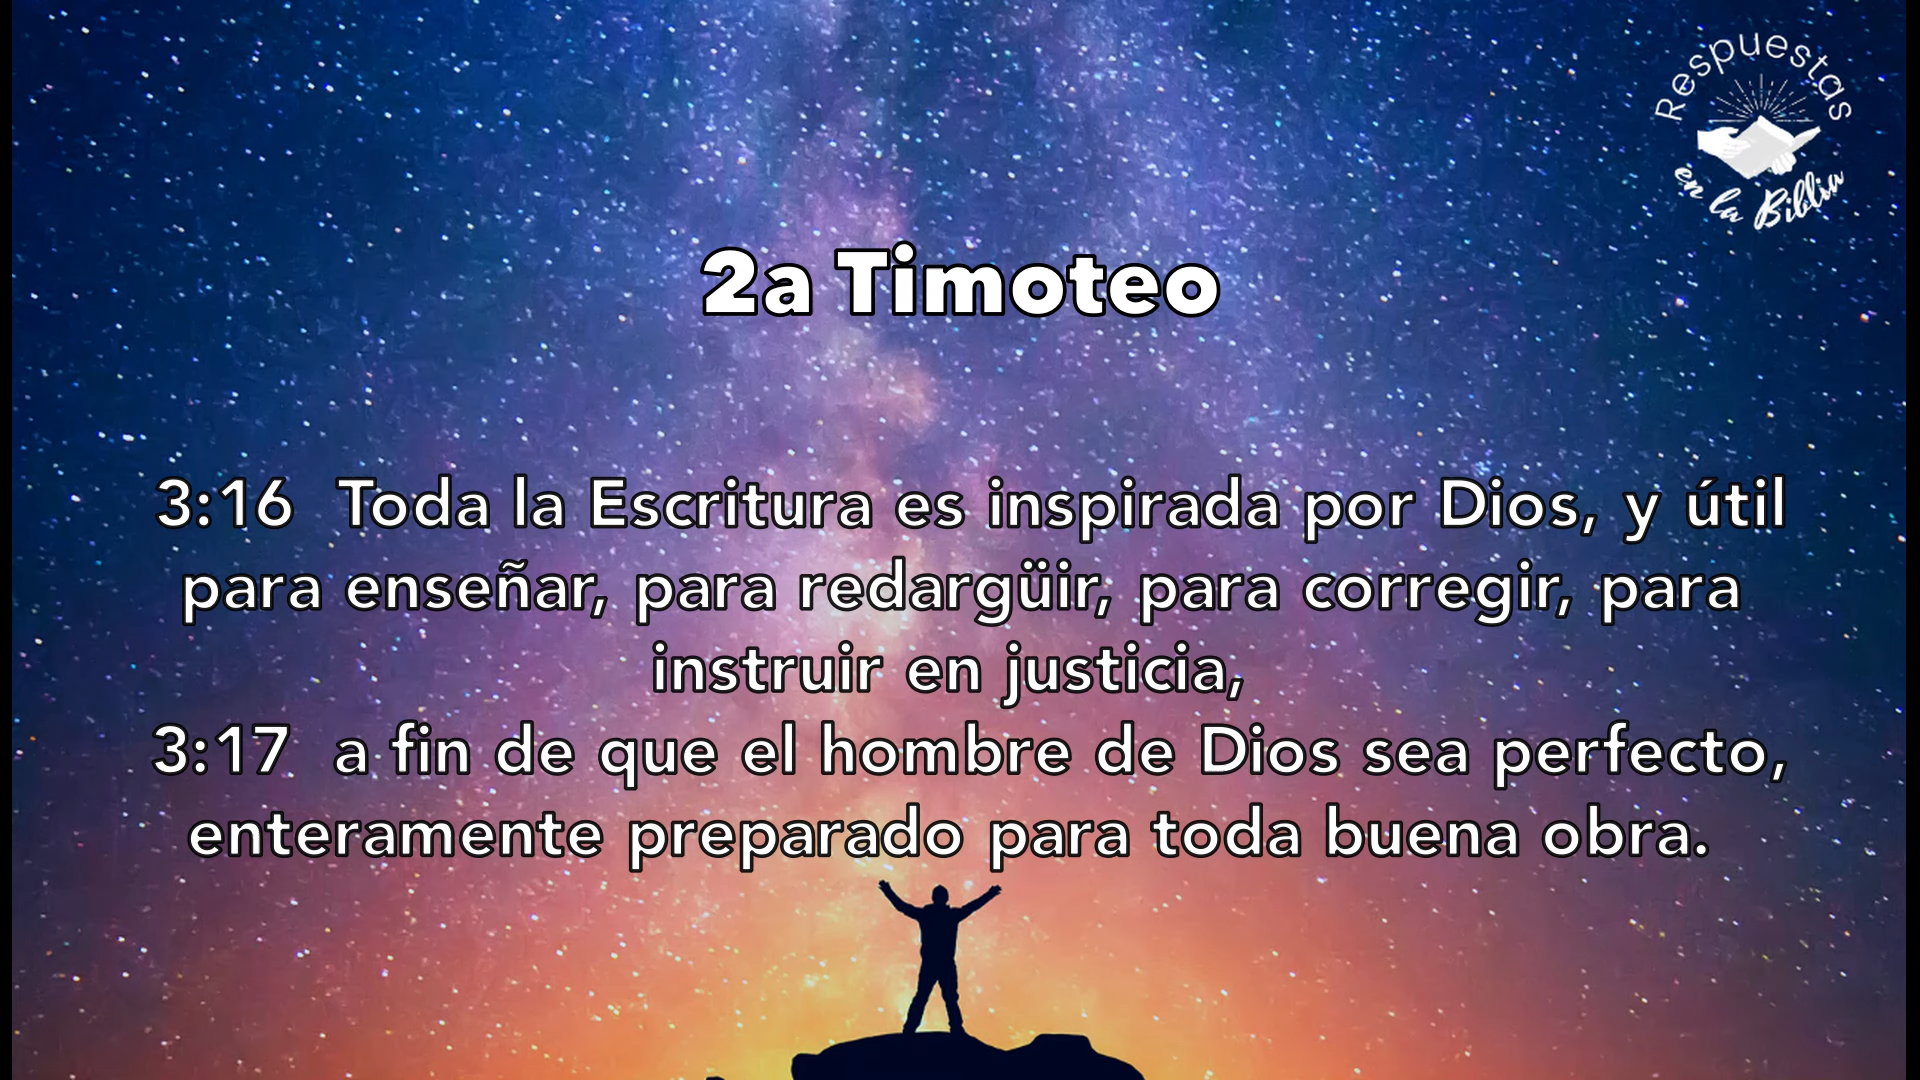 Respuestas
en la Biblia
2a Timoteo
3:16 Toda la Escritura es inspirada por Dios, y útil
para enseñar, para redargüir, para corregir, para
instruir en justicia,
3:17 a fin de que el hombre de Dios sea perfecto,
enteramente preparado para toda buena obra.